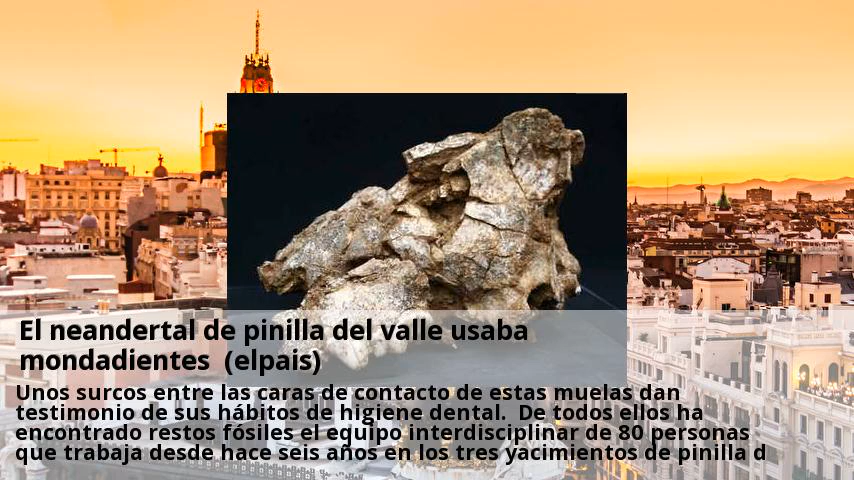 El neandertal de pinilla del valle usaba
mondadientes (elpais)
Unos surcos entre las caras de contacto de estas muelas dan
testimonio de sus hábitos de higiene dental. De todos ellos ha
encontrado restos fósiles el equipo interdisciplinar de 80 personas
que trabaja desde hace seis años en los tres yacimientos de pinilla d